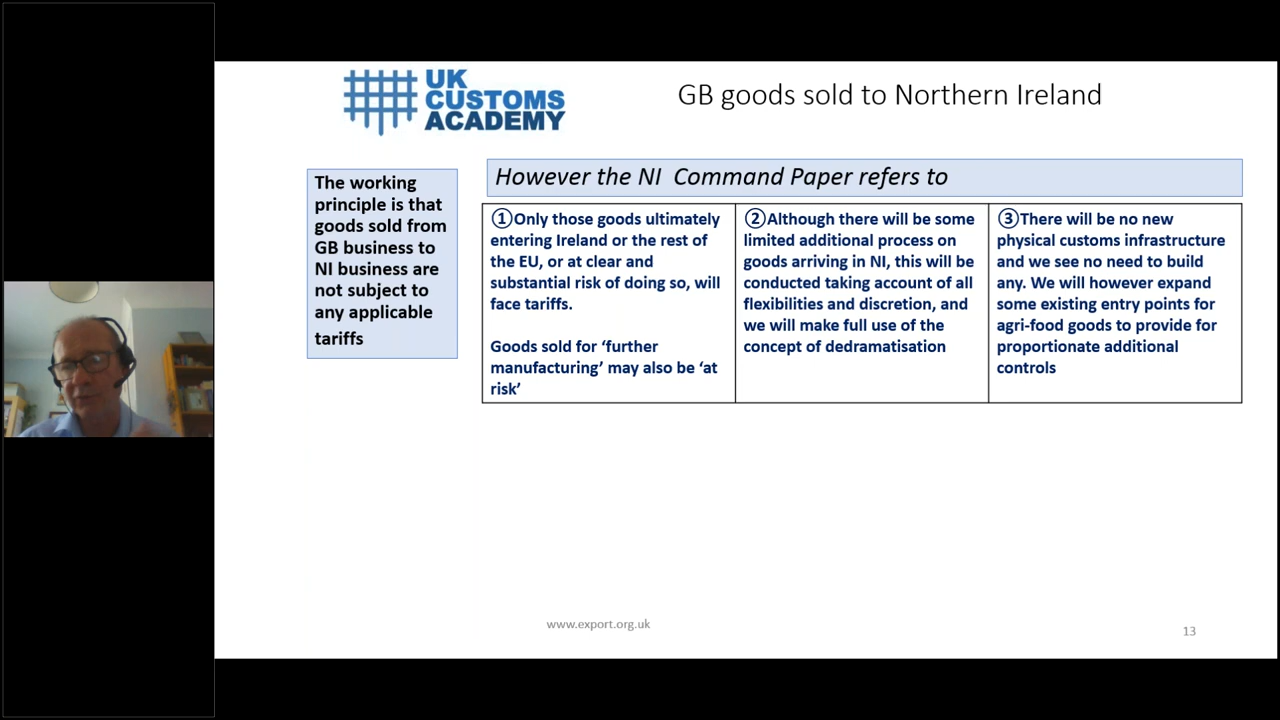 UK
CUSTOMS
ACADEMY
GB goods sold to Northern Ireland
The working
principle is that
goods sold from
GB business to
NI business are
not subject to
any applicable
tariffs
However the NI  Command Paper refers to
①Only those goods ultimately
entering Ireland or the rest of
the EU, or at clear and
substantial risk of doing so, will
face tariffs.
Goods sold for ‘further
manufacturing’ may also be ‘at
risk’
②Although there will be some
limited additional process on
goods arriving in NI, this will be
conducted taking account of all
flexibilities and discretion, and
we will make full use of the
concept of dedramatisation
③There will be no new
physical customs infrastructure
and we see no need to build
any. We will however expand
some existing entry points for
agri-food goods to provide for
proportionate additional
controls
www.export.org.uk
13